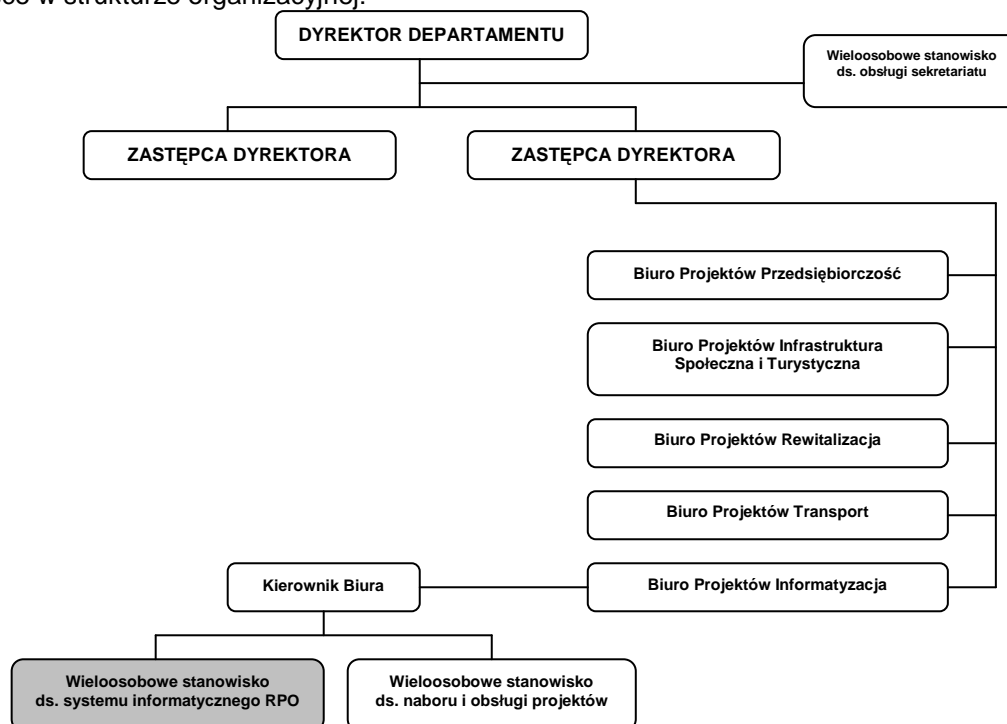 w strukturze organizacyjnej.
DYREKTOR DEPARTAMENTU
Wieloosobowe stanowisko
ds. obsługi sekretariatu
ZASTĘPCA DYREKTORA
ZASTĘPCA DYREKTORA
Biuro Projektów Przedsiębiorczość
Biuro Projektów Infrastruktura
Społeczna i Turystyczna
Biuro Projektów Rewitalizacja
Biuro Projektów Transport
Kierownik Biura
Biuro Projektów Informatyzacja
Wieloosobowe stanowisko
ds. systemu informatycznego RPO
Wieloosobowe stanowisko
ds. naboru i obsługi projektów